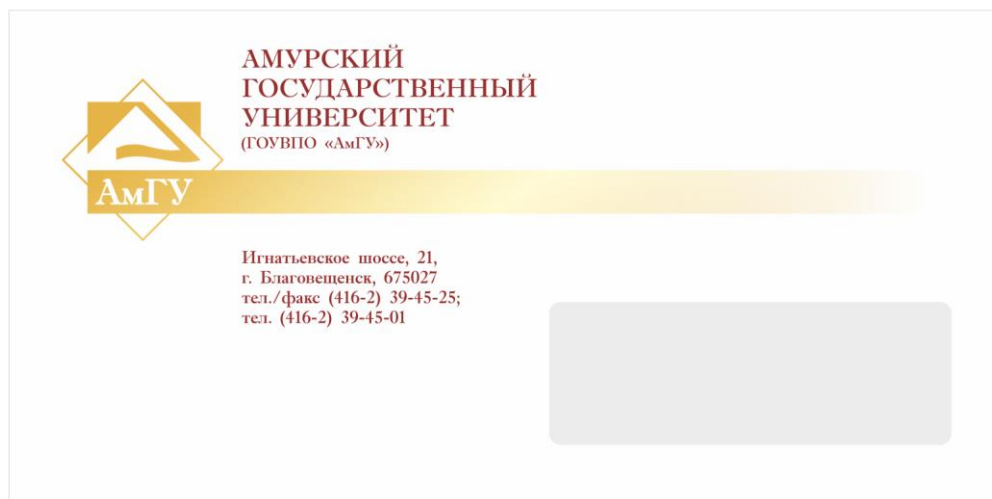 АМУРСКИЙ
ГОСУДАРСТВЕННЫЙ
УНИВЕРСИТЕТ
(ГОУВПО «АмГУ»)
АмГУ
Игнатьевское шоссе, 21,
г. Благовещенск, 675027
тел./факс (416-2) 39-45-25;
тел. (416-2) 39-45-01